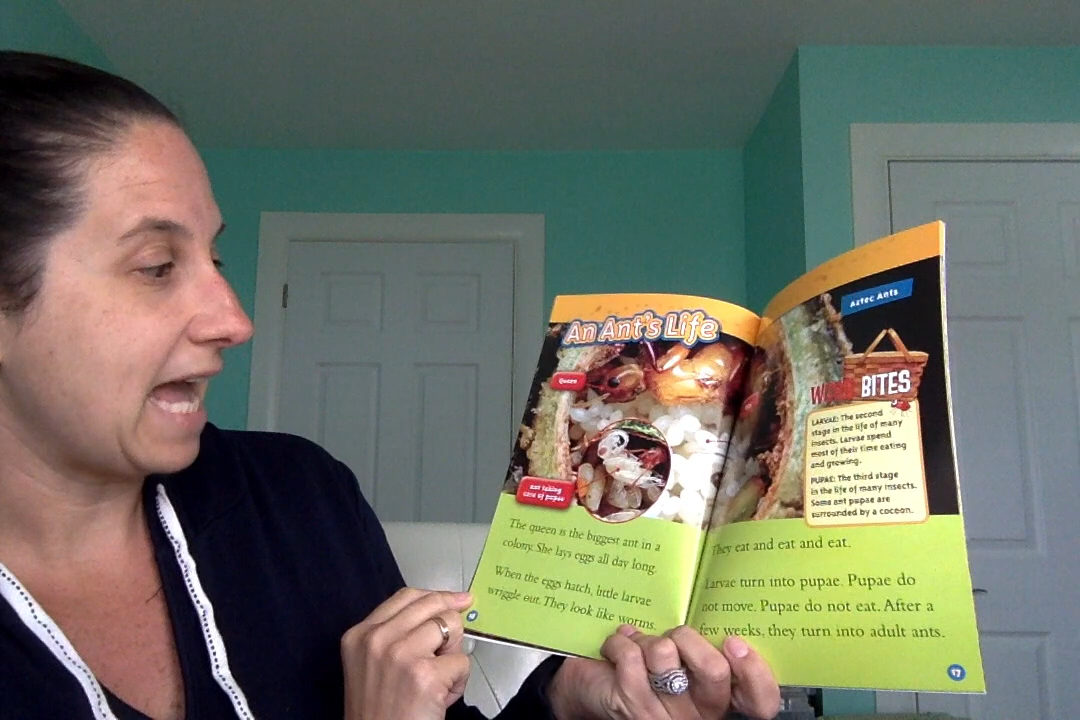 An Ant's Life
Queen
Ant taking
care of pupae
The queen is the biggest ant in a
colony. She lays eggs all day long.
When the eggs hatch, little larvae
wriggle out. They look like worms.
Aztec Ants
BITES
LARVAE: The second
stage in the life of many
insects. Larvae spend
most of their time eating
and growing.
PUPAE: The third stage
in the life of many insects.
Some ant pupae are
surrounded by a cocoon.
They eat and eat and eat.
Larvae turn into pupae. Pupae do
not move. Pupae do not eat. After a
few weeks, they turn into adult ants.
17